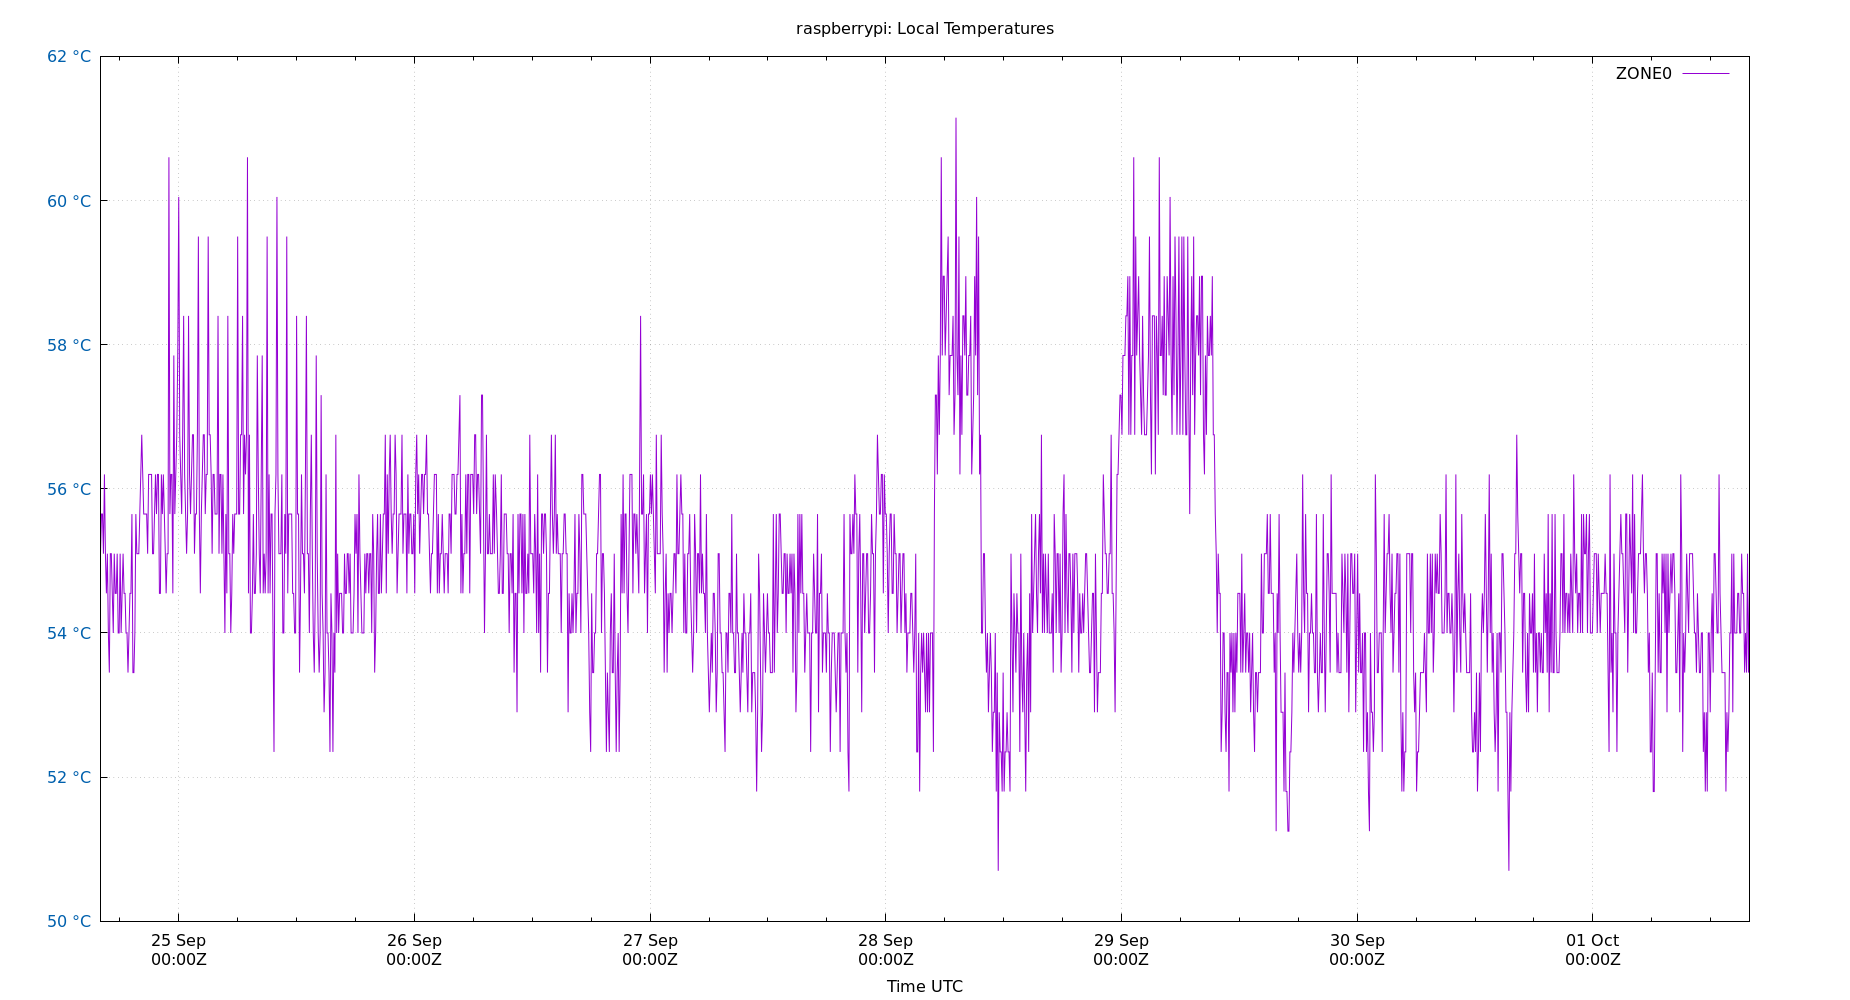 raspberrypi: Local Temperatures
62 °C
ZONE0
60 °C
58 °C
56 °C
54 °C
52 °C
50 °C
25 Sep 26 Sep 27 Sep 28 Sep 29 Sep 30 Sep 01 Oct
00:00Z 00:00Z 00:00Z 00:00Z 00:00Z 00:00Z 00:00Z
Time UTC